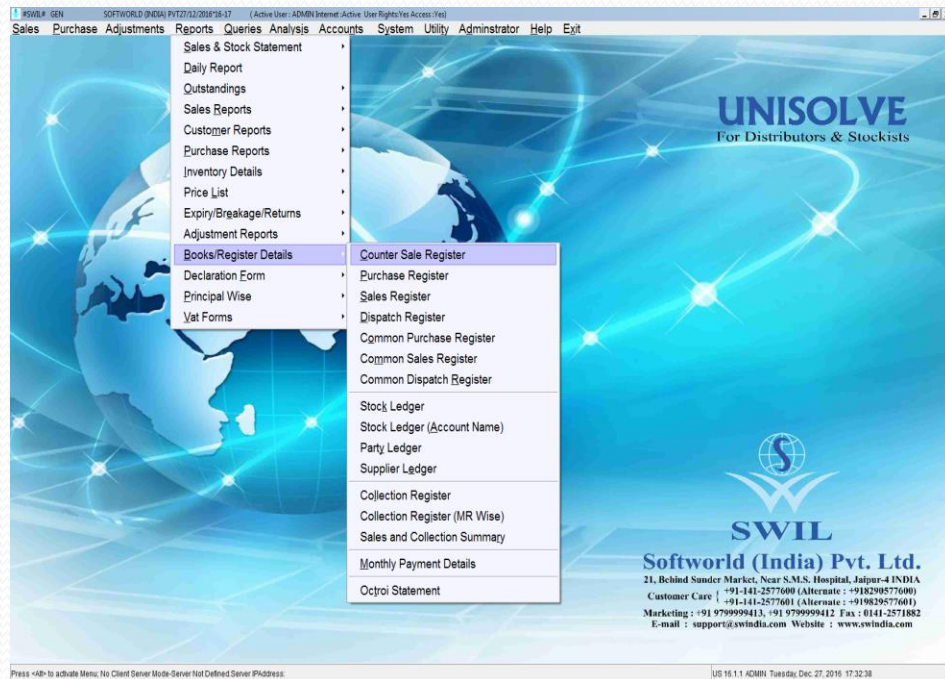 #SWIL# GEN SOFTWORLD (INDIA) PVT27/12/2016*16-17 ( Active User : ADMIN Internet :Active User Rights:Yes Access :Yes)
Sales Purchase Adjustments Reports Queries Analysis Accounts System Utility Adminstrator Help Exit
Sales & Stock Statement
Daily Report
Outstandings
Sales Reports
Customer Reports
Purchase Reports
Inventory Details
Price List
Expiry/Breakage/Returns
Adjustment Reports
Books/Register Details
Declaration Form
Principal Wise
Vat Forms
Counter Sale Register
Purchase Register
Sales Register
Dispatch Register
Common Purchase Register
Common Sales Register
Common Dispatch Register
Stock Ledger
Stock Ledger (Account Name)
Party Ledger
Supplier Ledger
Collection Register
Collection Register (MR Wise)
Sales and Collection Summary
Monthly Payment Details
Octroi Statement
UNISOLVE
For Distributors & Stockists
S
SWIL
Softworld (India) Pvt. Ltd.
21, Behind Sunder Market, Near S.M.S. Hospital, Jaipur-4 INDIA
Customer Care { +91-141-2577600 (Alternate : +918290577600)
+91-141-2577601 (Alternate : +919829577601)
Marketing : +91 9799999413, +91 9799999412 Fax : 0141-2571882
E-mail : support@swindia.com Website : www.swindia.com
Press <Alt> to activate Menu; No Client Server Mode-Server Not Defined.Server IPAddress:
US 16.1.1 ADMIN Tuesday, Dec. 27, 2016 17:32:38